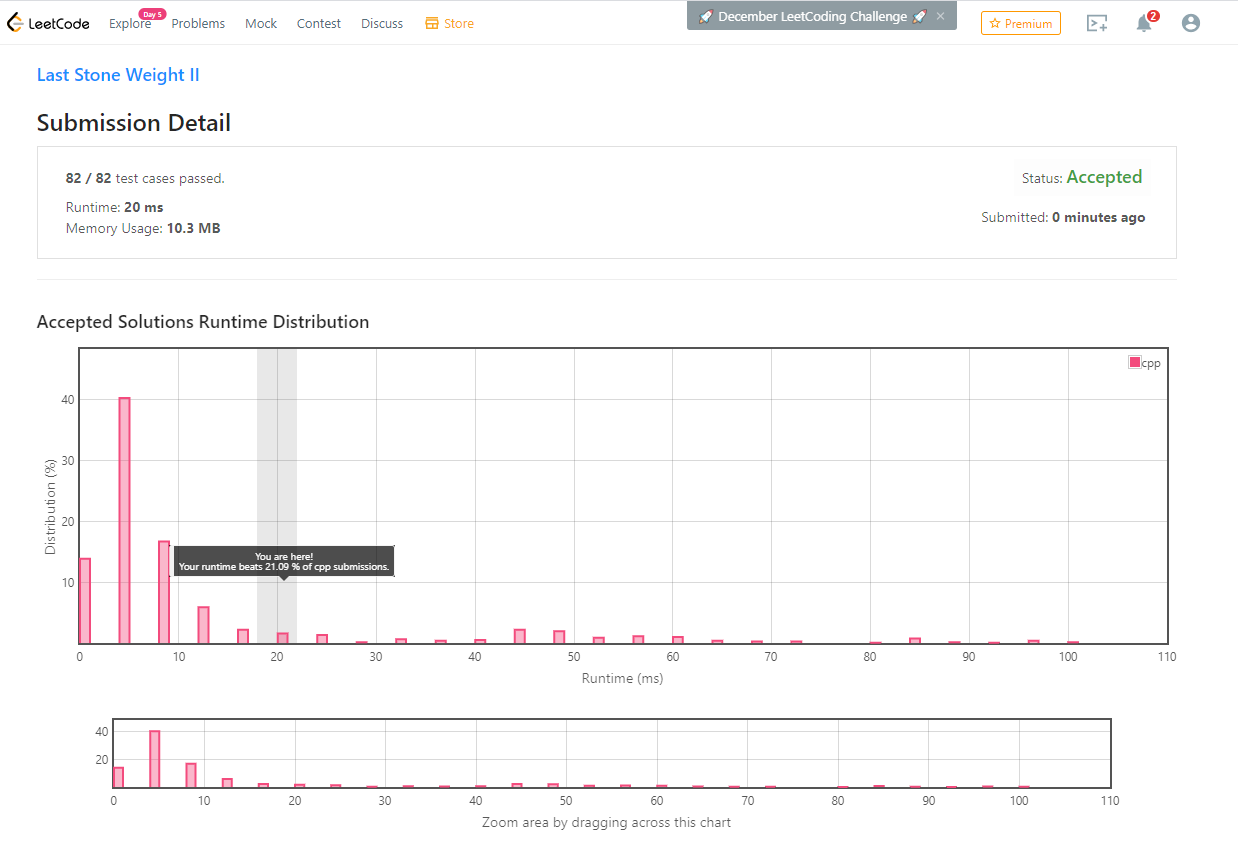 LeetCode Explore Day 5 Problems Mock Contest Discuss Store 🚀 December LeetCoding Challenge 🚀 × Premium 2
Last Stone Weight II
Submission Detail
82 / 82 test cases passed. Status: Accepted
Runtime: 20 ms
Submitted: 0 minutes ago
Memory Usage: 10.3 MB
Accepted Solutions Runtime Distribution
cpp
Distribution (%)
40
30
20
10
You are here!
Your runtime beats 21.09 % of cpp submissions.
0 10 20 30 40 50 60 70 80 90 100 110
Runtime (ms)
40
20
0 10 20 30 40 50 60 70 80 90 100 110
Zoom area by dragging across this chart